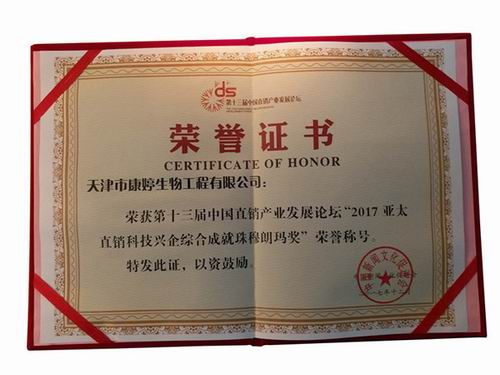 ds
第十三届中国直销产业发展论坛
荣誉证书
CERTIFICATE OF HONOR
天津市康婷生物工程有限公司：
荣获第十三届中国直销产业发展论坛“2017 亚太
直销科技兴企综合成就珠穆朗玛奖”荣誉称号。
特发此证，以资鼓励。